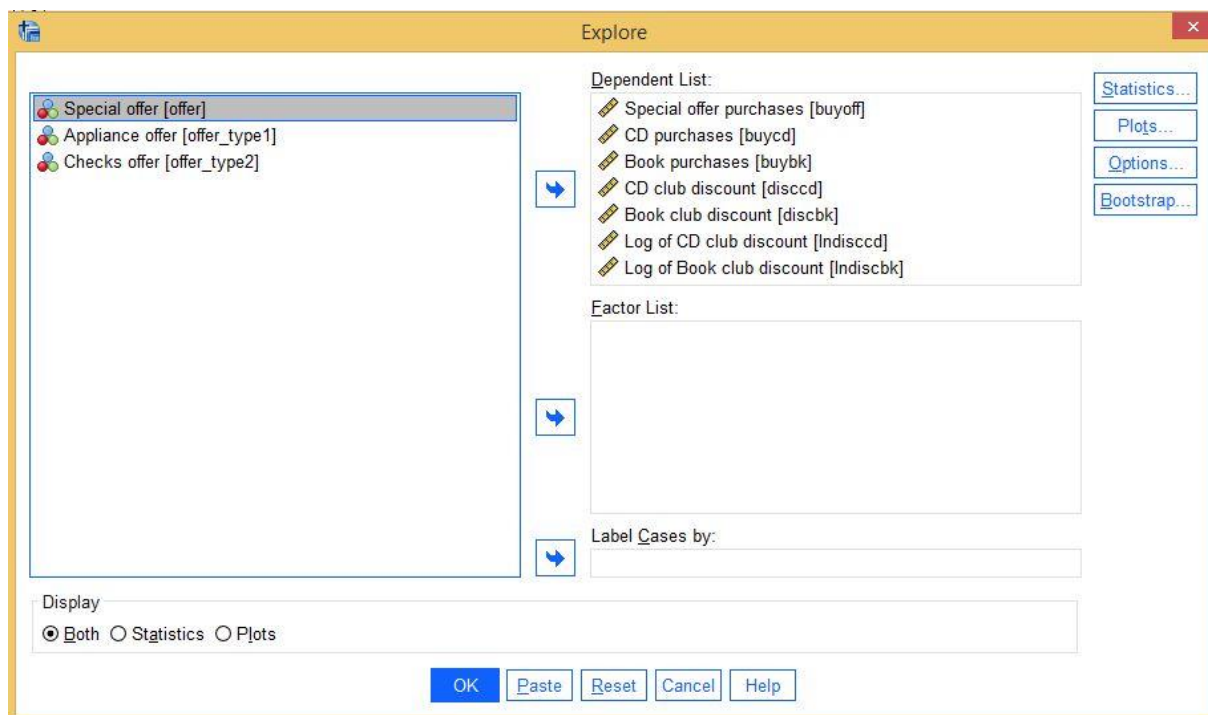 Explore
Special offer [offer]
Appliance offer [offer_type1]
Checks offer [offer_type2]
Dependent List:
Special offer purchases [buyoff]
CD purchases [buycd]
Book purchases [buybk]
CD club discount [disccd]
Book club discount [discbk]
Log of CD club discount [lndisccd]
Log of Book club discount [lndiscbk]
Factor List:
Label Cases by:
Statistics...
Plots...
Options...
Bootstrap...
Display
Both Statistics Plots
OK Paste Reset Cancel Help